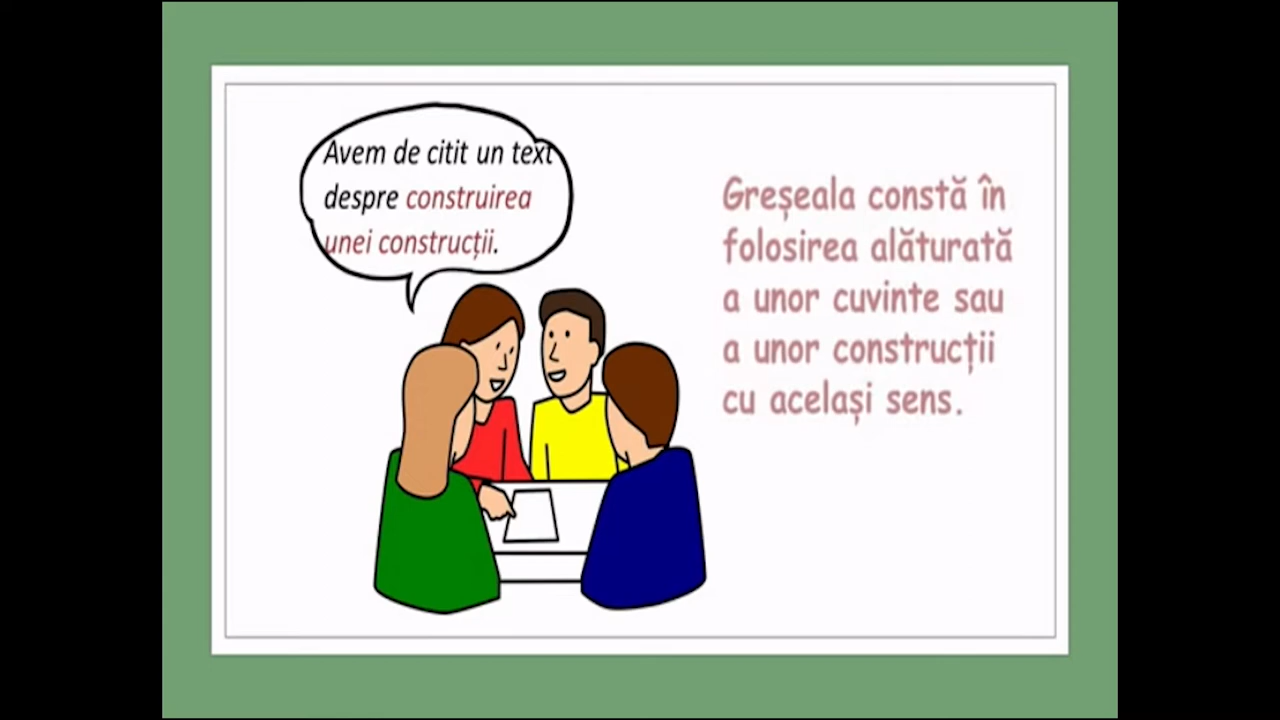 Avem de citit un text
despre construirea
unei construcții.
Greșeala constă în
folosirea alăturată
a unor cuvinte sau
a unor construcții
cu același sens.